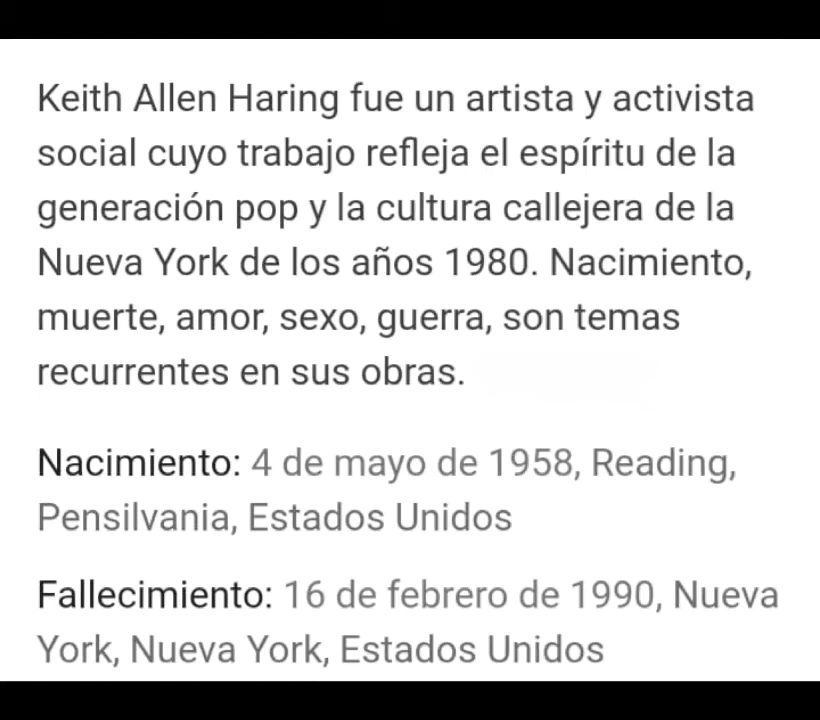 Keith Allen Haring fue un artista y activista
social cuyo trabajo refleja el espíritu de la
generación pop y la cultura callejera de la
Nueva York de los años 1980. Nacimiento,
muerte, amor, sexo, guerra, son temas
recurrentes en sus obras.
Nacimiento: 4 de mayo de 1958, Reading,
Pensilvania, Estados Unidos
Fallecimiento: 16 de febrero de 1990, Nueva
York, Nueva York, Estados Unidos